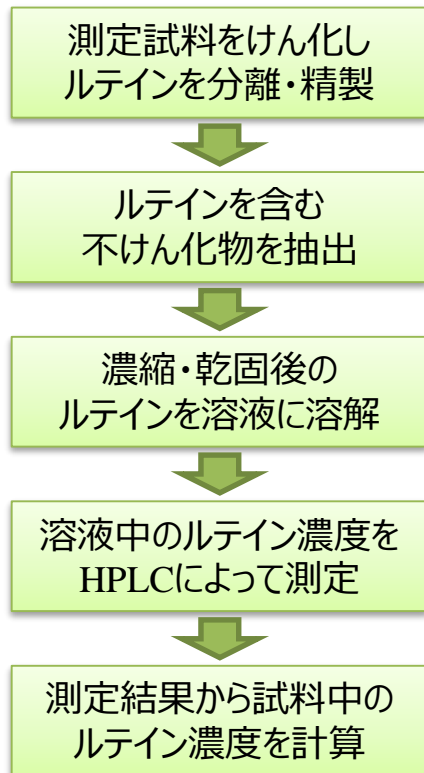 測定試料をけん化し
ルテインを分離・精製
ルテインを含む
不けん化物を抽出
濃縮・乾固後の
ルテインを溶液に溶解
溶液中のルテイン濃度を
HPLCによって測定
測定結果から試料中の
ルテイン濃度を計算